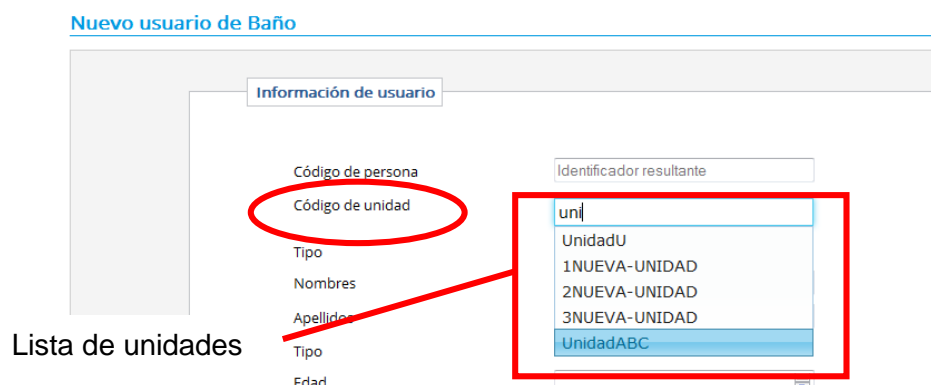 Nuevo usuario de Baño
Información de usuario
Código de persona
Identificador resultante
Código de unidad
uni
UnidadU
Tipo
1NUEVA-UNIDAD
Nombres
2NUEVA-UNIDAD
Apellidos
3NUEVA-UNIDAD
Lista de unidades
Tipo
UnidadABC
Edad